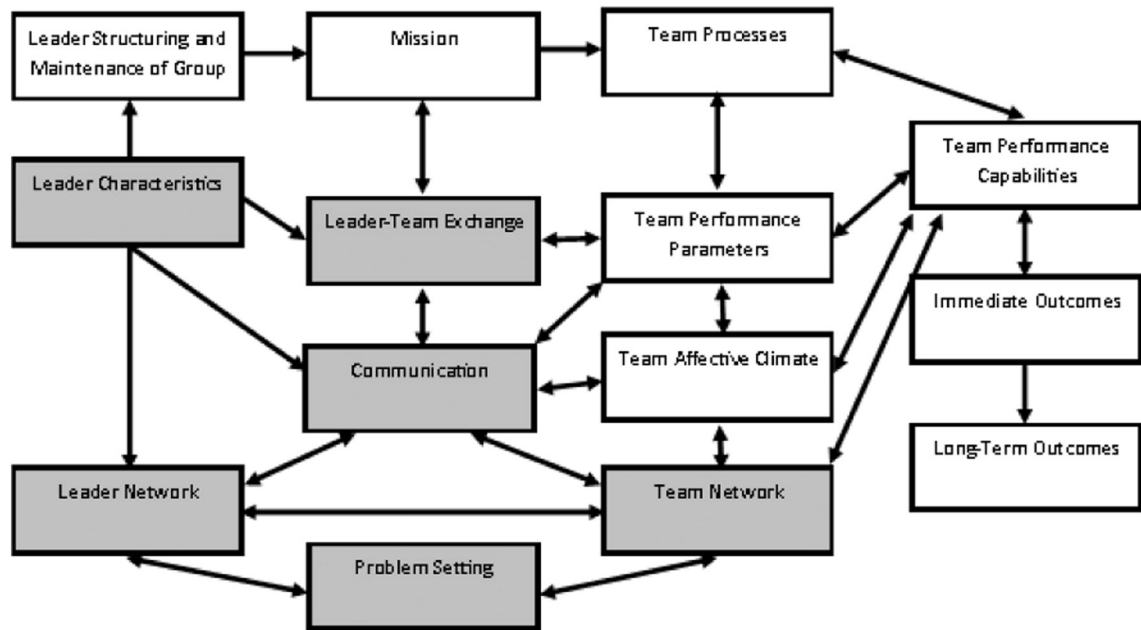 Leader Structuring and
Maintenance of Group
Mission
Team Processes
Team Performance
Capabilities
Leader Characteristics
Leader-Team Exchange
Team Performance
Parameters
Immediate Outcomes
Communication
Team Affective Climate
Long-Term Outcomes
Leader Network
Team Network
Problem Setting